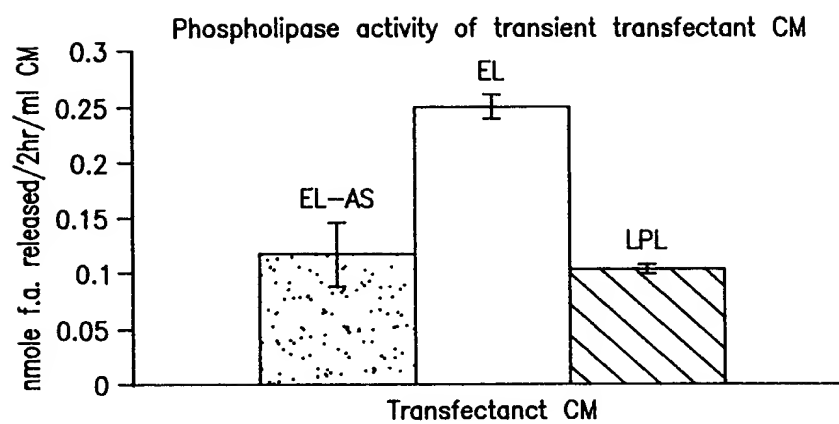 Phospholipase activity of transient transfectant CM
nmole f.a. released/2hr/ml CM
0.3
0.25
0.2
0.15
0.1
0.05
0
EL-AS
EL
LPL
Transfectanct CM